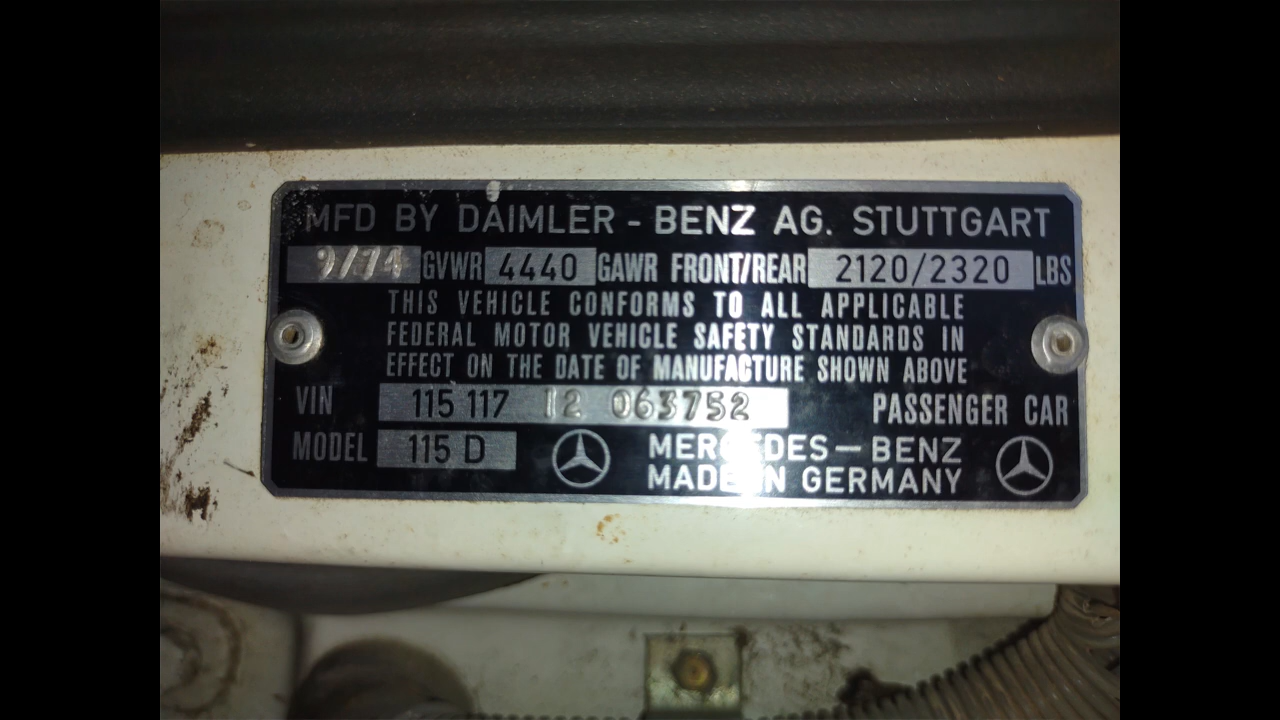 MFD BY DAIMLER - BENZ AG. STUTTGART
9/74 GVWR 4440 GAWR FRONT/REAR 2120/2320 LBS
THIS VEHICLE CONFORMS TO ALL APPLICABLE
FEDERAL MOTOR VEHICLE SAFETY STANDARDS IN
EFFECT ON THE DATE OF MANUFACTURE SHOWN ABOVE
VIN 115 117 12 063752 PASSENGER CAR
MODEL 115 D MERCEDES - BENZ
MADE IN GERMANY